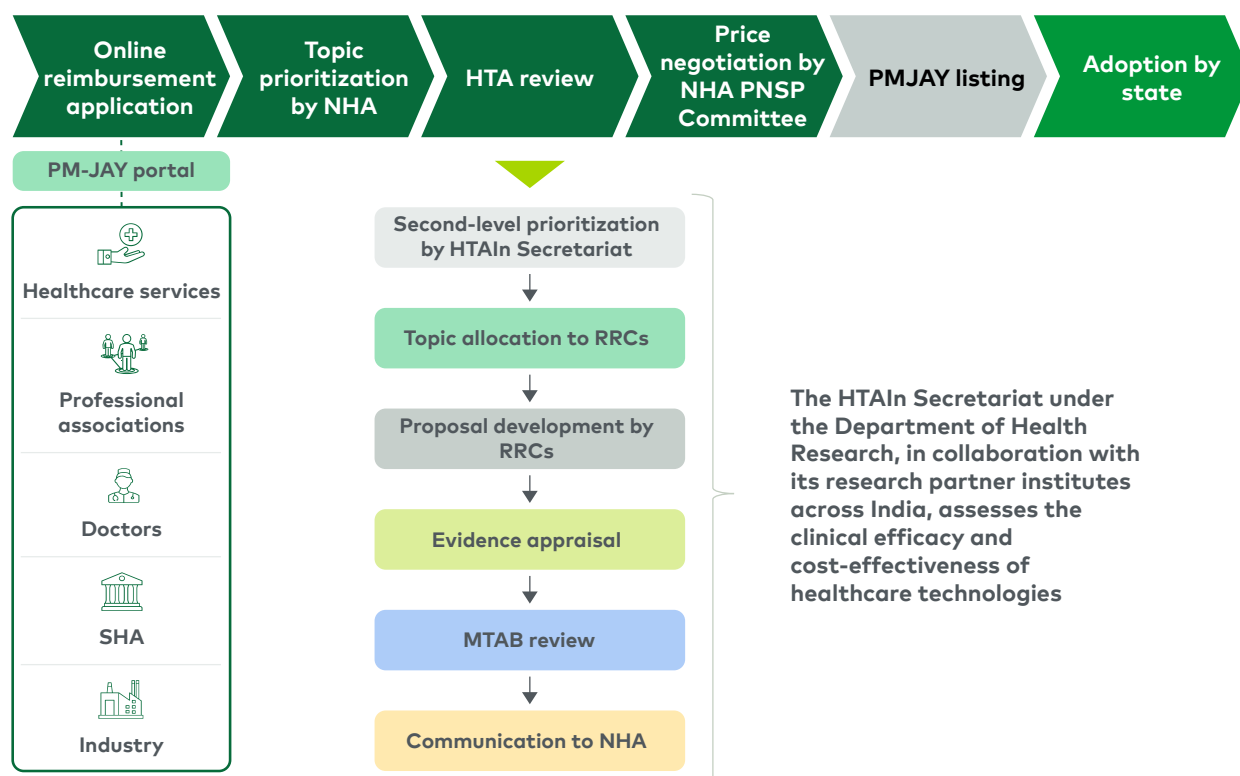 Online
reimbursement
application
Topic
prioritization
by NHA
HTA review
Price
negotiation by
NHA PNSP
Committee
PMJAY listing
Adoption by
state
PM-JAY portal
Healthcare services
Professional
associations
Doctors
SHA
Industry
Second-level prioritization
by HTAIn Secretariat
Topic allocation to RRCs
Proposal development by
RRCs
Evidence appraisal
MTAB review
Communication to NHA
The HTAIn Secretariat under
the Department of Health
Research, in collaboration with
its research partner institutes
across India, assesses the
clinical efficacy and
cost-effectiveness of
healthcare technologies